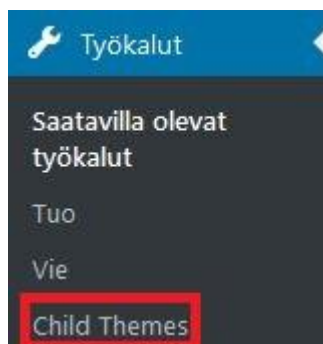 Työkalut
Saatavilla olevat
työkalut
Tuo
Vie
Child Themes